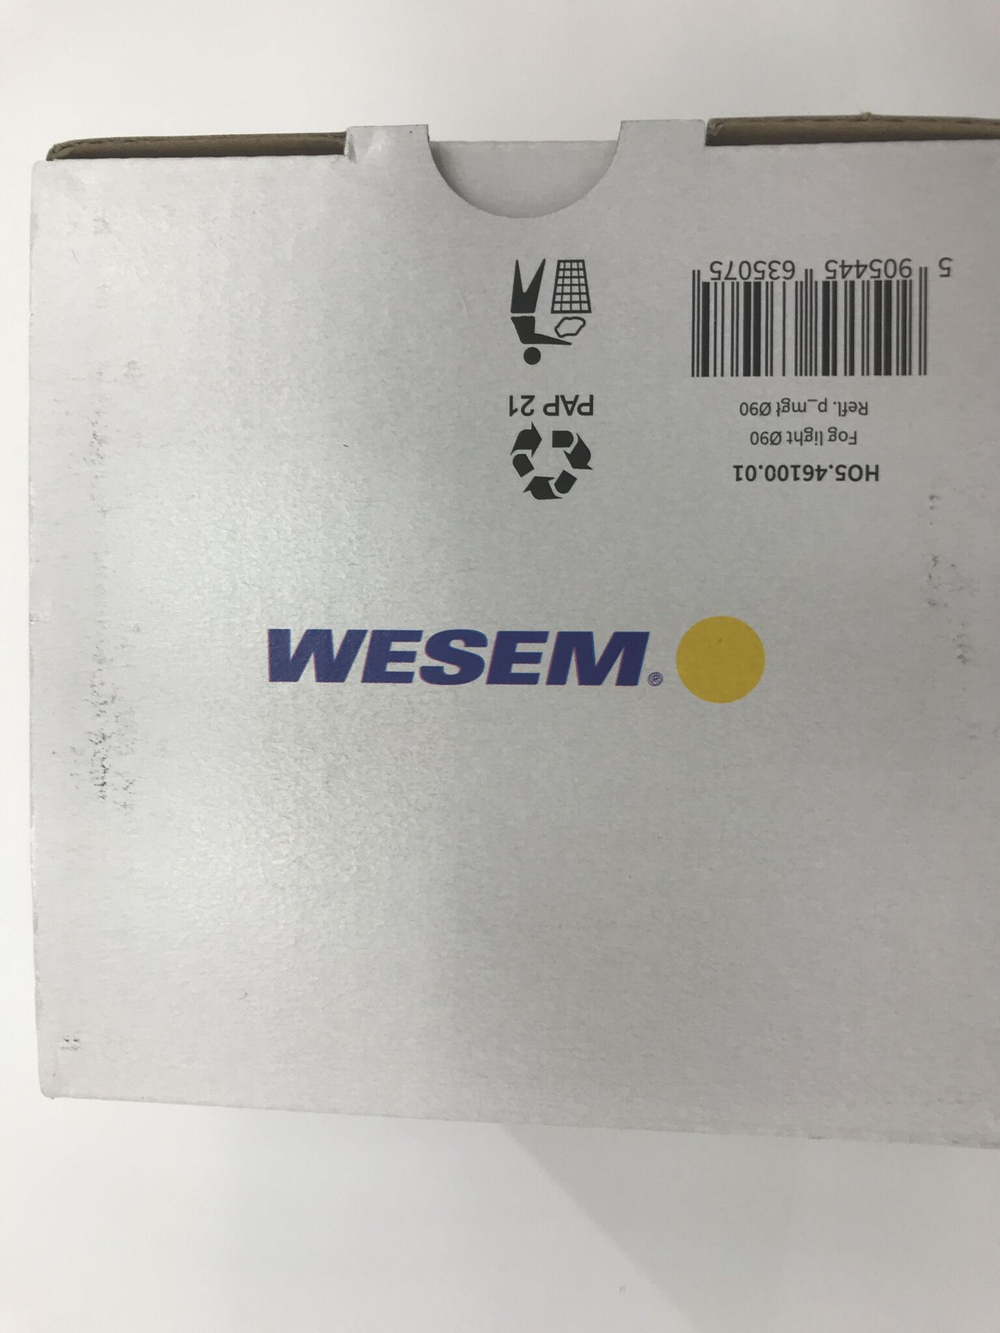 WESEM®
HO5.46100.01
Fog light Ø90
Refl. p_mgt Ø90
5 905445 635075
PAP 21